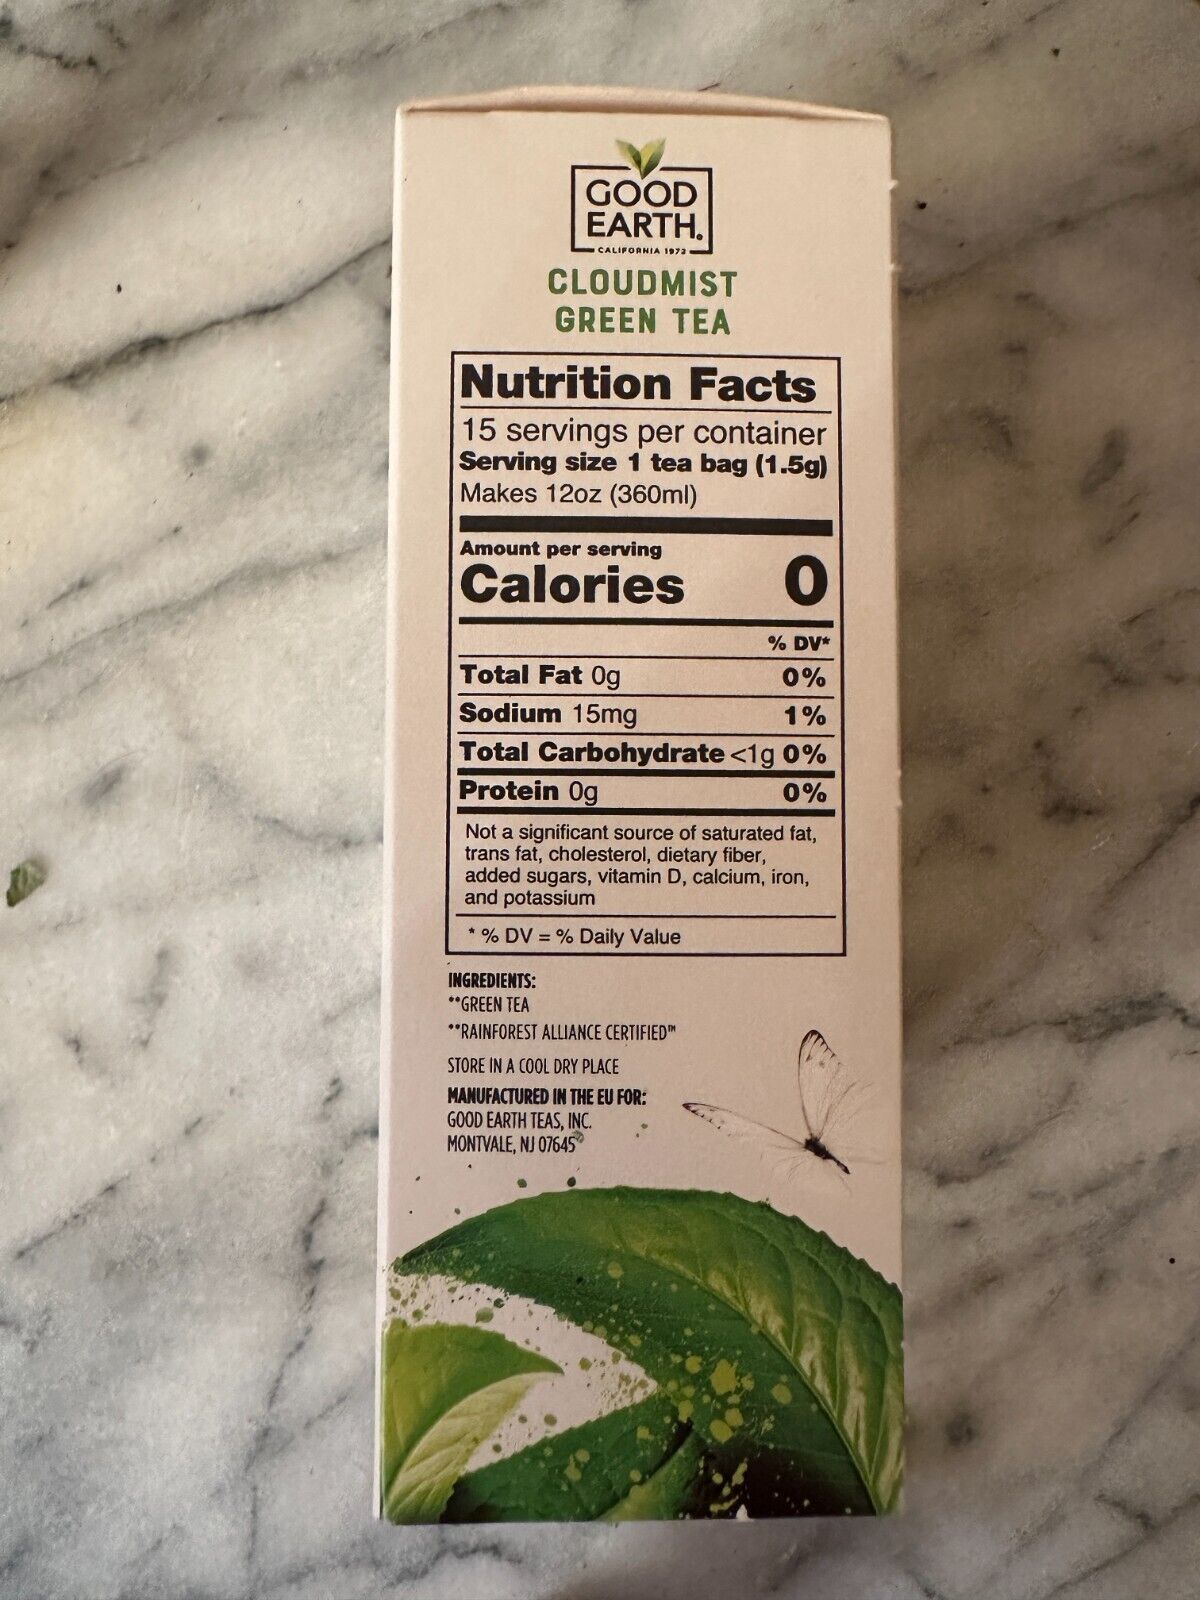 GOOD
EARTH®
CALIFORNIA 1972
CLOUDMIST
GREEN TEA
Nutrition Facts
15 servings per container
Serving size 1 tea bag (1.5g)
Makes 12oz (360ml)
Amount per serving
Calories 0
% DV*
Total Fat 0g 0%
Sodium 15mg 1%
Total Carbohydrate <1g 0%
Protein 0g 0%
Not a significant source of saturated fat,
trans fat, cholesterol, dietary fiber,
added sugars, vitamin D, calcium, iron,
and potassium
* % DV = % Daily Value
INGREDIENTS:
**GREEN TEA
**RAINFOREST ALLIANCE CERTIFIED™
STORE IN A COOL DRY PLACE
MANUFACTURED IN THE EU FOR:
GOOD EARTH TEAS, INC.
MONTVALE, NJ 07645